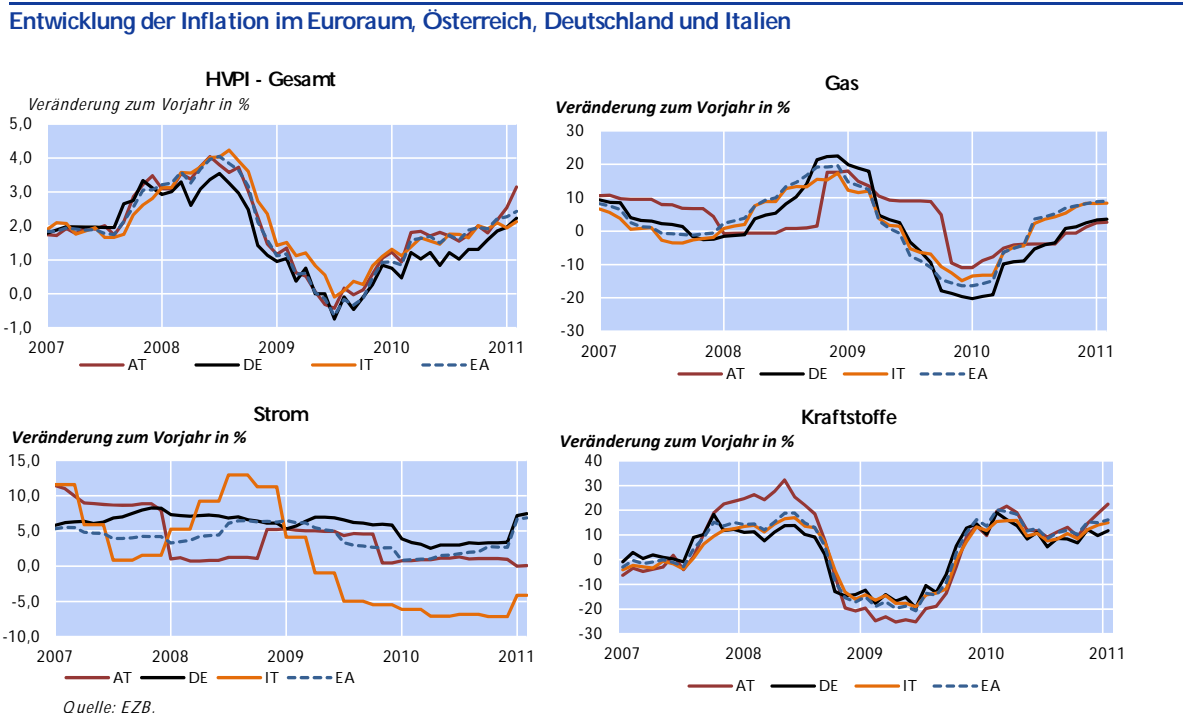 Entwicklung der Inflation im Euroraum, Österreich, Deutschland und Italien
HVPI - Gesamt
Veränderung zum Vorjahr in %
5,0
4,0
3,0
2,0
1,0
0,0
-1,0
2007 2008 2009 2010 2011
AT DE IT EA
Gas
Veränderung zum Vorjahr in %
30
20
10
0
-10
-20
-30
2007 2008 2009 2010 2011
AT DE IT EA
Strom
Veränderung zum Vorjahr in %
15,0
10,0
5,0
0,0
-5,0
-10,0
2007 2008 2009 2010 2011
AT DE IT EA
Kraftstoffe
Veränderung zum Vorjahr in %
40
30
20
10
0
-10
-20
-30
2007 2008 2009 2010 2011
AT DE IT EA
Quelle: EZB.